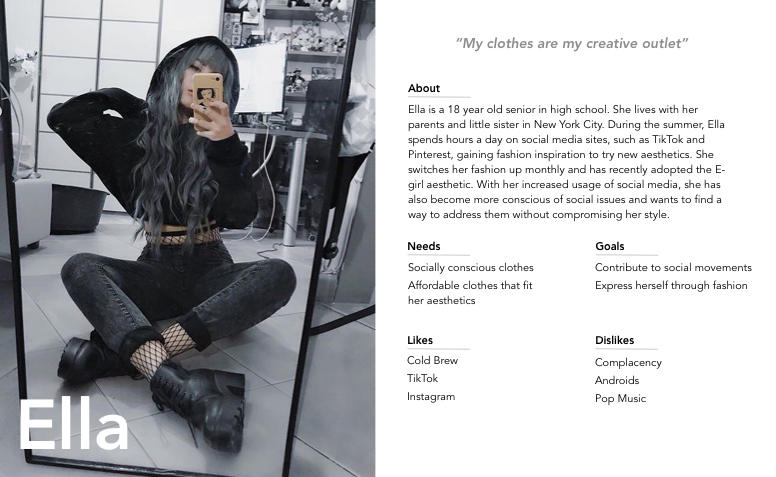 “My clothes are my creative outlet”
About
Ella is a 18 year old senior in high school. She lives with her
parents and little sister in New York City. During the summer, Ella
spends hours a day on social media sites, such as TikTok and
Pinterest, gaining fashion inspiration to try new aesthetics. She
switches her fashion up monthly and has recently adopted the E-
girl aesthetic. With her increased usage of social media, she has
also become more conscious of social issues and wants to find a
way to address them without compromising her style.
Needs
Socially conscious clothes
Affordable clothes that fit
her aesthetics
Goals
Contribute to social movements
Express herself through fashion
Likes
Cold Brew
TikTok
Instagram
Dislikes
Complacency
Androids
Pop Music
Ella